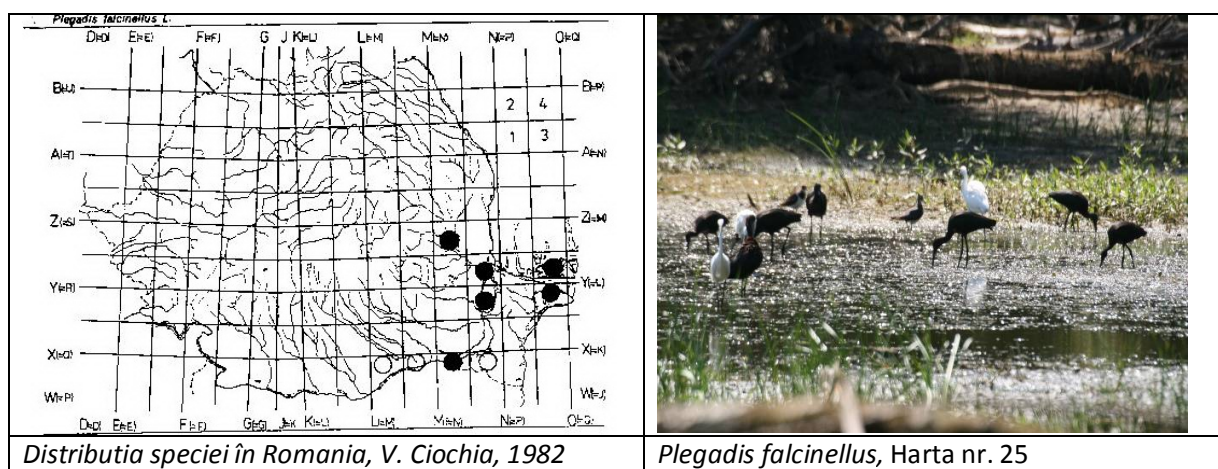 Plegadis falcinellus L.
D(=D) E(=E) F(=F) G J K(=L) L(=M) M(=N) N(=P) O(=Q)
B(=U) B(=P)
2 4
1 3
A(=T) A(=N)
Z(=S) Z(=M)
Y(=R) Y(=L)
X(=Q) X(=K)
W(=P) W(=J)
D(=D) E(=E) F(=F) G(=G) J=K K(=L) L(=M) M(=N) N(=P) O(=Q)
Distributia speciei în Romania, V. Ciochia, 1982
Plegadis falcinellus, Harta nr. 25